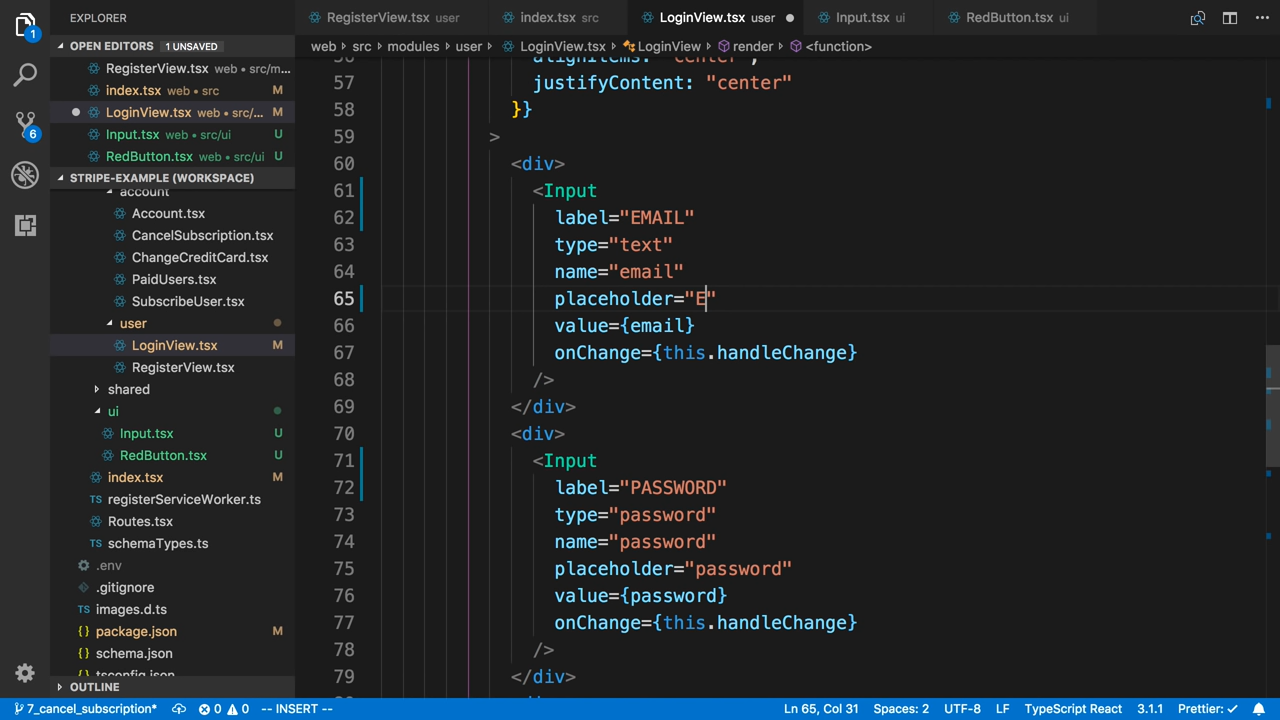 EXPLORER
RegisterView.tsx user
index.tsx src
LoginView.tsx user
Input.tsx ui
RedButton.tsx ui
1
OPEN EDITORS 1 UNSAVED
web src modules user LoginView.tsx LoginView render <function>
RegisterView.tsx web • src/m...
index.tsx web • src M
LoginView.tsx web • src/... M
Input.tsx web • src/ui U
RedButton.tsx web • src/ui U
6
STRIPE-EXAMPLE (WORKSPACE)
account
Account.tsx
CancelSubscription.tsx
ChangeCreditCard.tsx
PaidUsers.tsx
SubscribeUser.tsx
user
LoginView.tsx M
RegisterView.tsx
shared
ui
Input.tsx U
RedButton.tsx U
index.tsx M
registerServiceWorker.ts
Routes.tsx
schemaTypes.ts
.env
.gitignore
images.d.ts
package.json M
schema.json
tsconfig.json
OUTLINE
56 alignItems: "center",
57 justifyContent: "center"
58 }}
59 >
60 <div>
61 <Input
62 label="EMAIL"
63 type="text"
64 name="email"
65 placeholder="E"
66 value={email}
67 onChange={this.handleChange}
68 />
69 </div>
70 <div>
71 <Input
72 label="PASSWORD"
73 type="password"
74 name="password"
75 placeholder="password"
76 value={password}
77 onChange={this.handleChange}
78 />
79 </div>
7_cancel_subscription* 0 0 -- INSERT -- Ln 65, Col 31 Spaces: 2 UTF-8 LF TypeScript React 3.1.1 Prettier: ✓